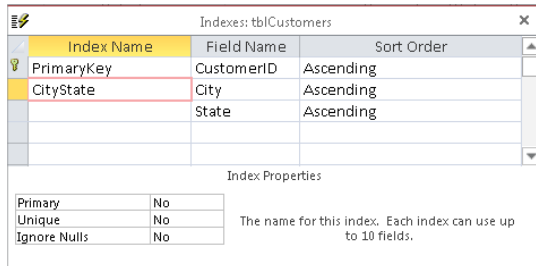 Indexes: tblCustomers
Index Name Field Name Sort Order
PrimaryKey CustomerID Ascending
CityState City Ascending
State Ascending
Index Properties
Primary No
Unique No
Ignore Nulls No
The name for this index. Each index can use up
to 10 fields.